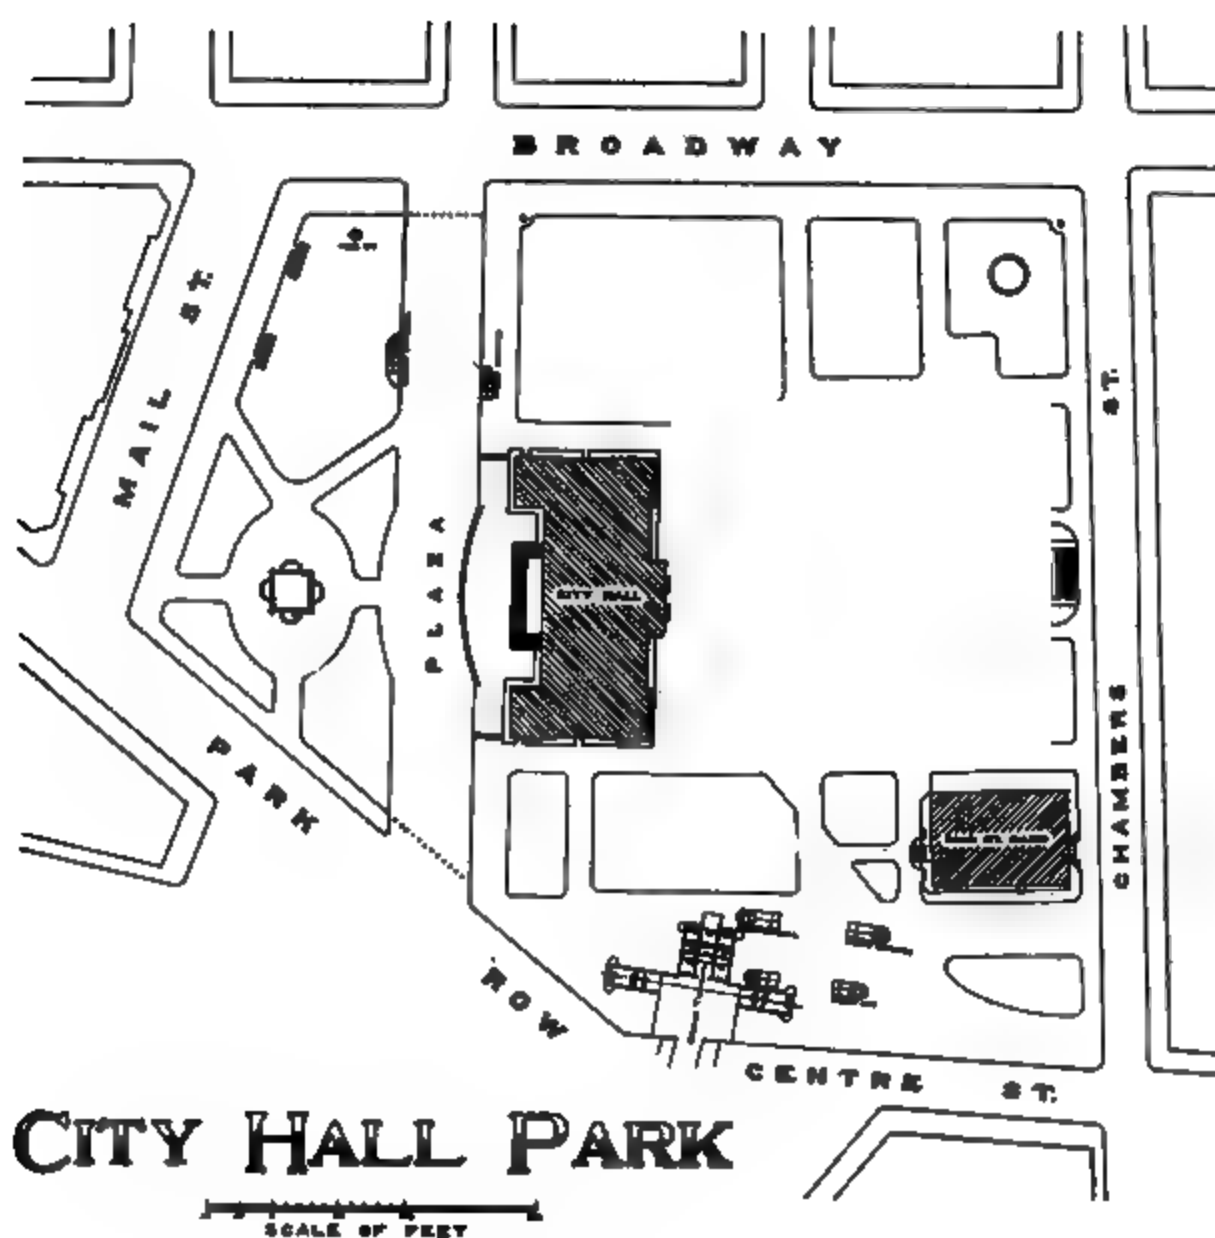 BROADWAY
MAIL ST.
PLAZA
CITY HALL
ST.
CHAMBERS
PARK
ROW
CENTRE ST.
CITY HALL PARK
SCALE OF FEET